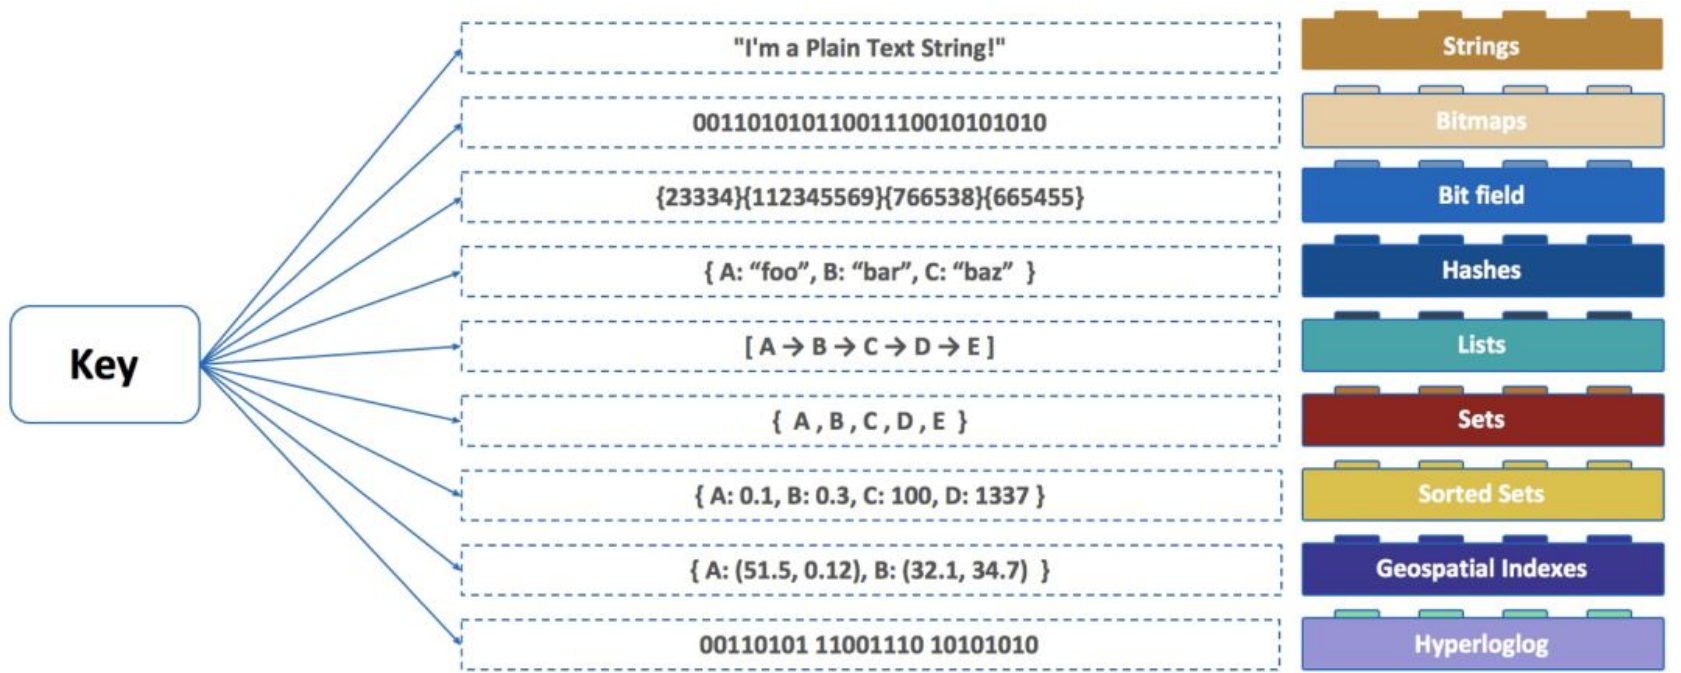 "I'm a Plain Text String!"
Strings
00110101011001110010101010
Bitmaps
{23334}{112345569}{766538}{665455}
Bit field
{ A: “foo”, B: “bar”, C: “baz” }
Hashes
Key
[ A → B → C → D → E ]
Lists
{ A , B , C , D , E }
Sets
{ A: 0.1, B: 0.3, C: 100, D: 1337 }
Sorted Sets
{ A: (51.5, 0.12), B: (32.1, 34.7) }
Geospatial Indexes
00110101 11001110 10101010
Hyperloglog